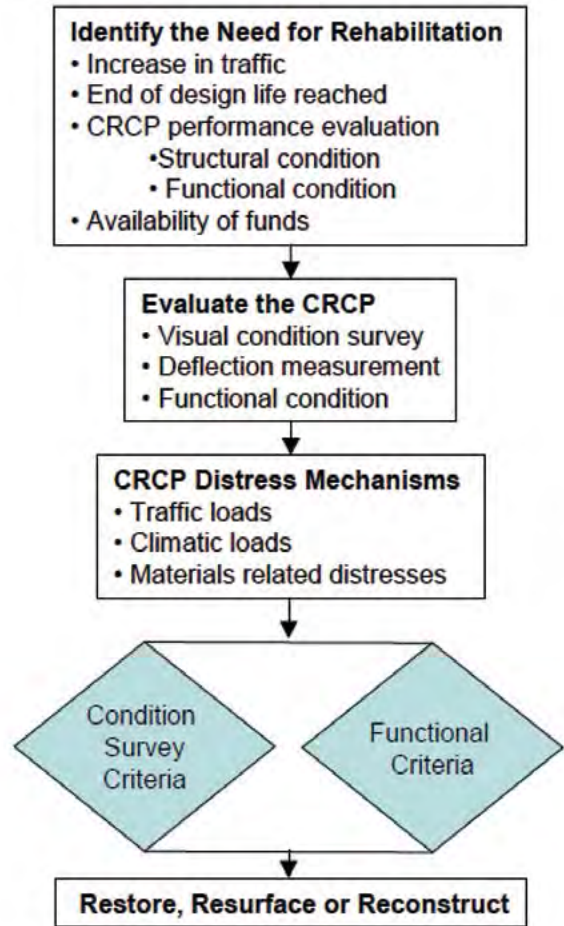 Identify the Need for Rehabilitation
• Increase in traffic
• End of design life reached
• CRCP performance evaluation
•Structural condition
• Functional condition
• Availability of funds
Evaluate the CRCP
• Visual condition survey
• Deflection measurement
• Functional condition
CRCP Distress Mechanisms
• Traffic loads
• Climatic loads
• Materials related distresses
Condition
Survey
Criteria
Functional
Criteria
Restore, Resurface or Reconstruct